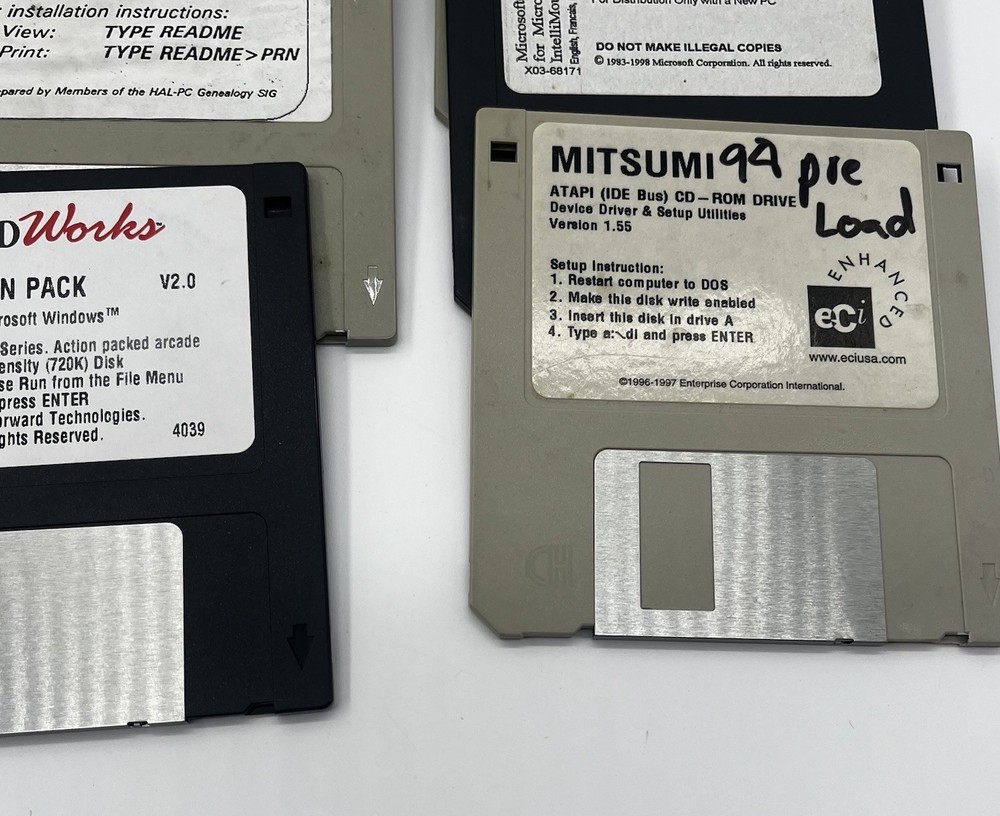 installation instructions:
View: TYPE README
Print: TYPE README>PRN
pared by Members of the HAL-PC Genealogy SIG
For Distribution Only with a New PC
Microsoft
for Micro
IntelliMou
English, Francais,
X03-68171
DO NOT MAKE ILLEGAL COPIES
© 1983-1998 Microsoft Corporation. All rights reserved.
DWorks™
N PACK V2.0
rosoft Windows™
Series. Action packed arcade
ensity (720K) Disk
se Run from the File Menu
press ENTER
orward Technologies.
ghts Reserved. 4039
MITSUMI
pre
Load
ATAPI (IDE Bus) CD-ROM DRIVE
Device Driver & Setup Utilities
Version 1.55
Setup Instruction:
1. Restart computer to DOS
2. Make this disk write enabled
3. Insert this disk in drive A
4. Type a:\di and press ENTER
ENHANCED
eCi
www.eciusa.com
©1996-1997 Enterprise Corporation International.